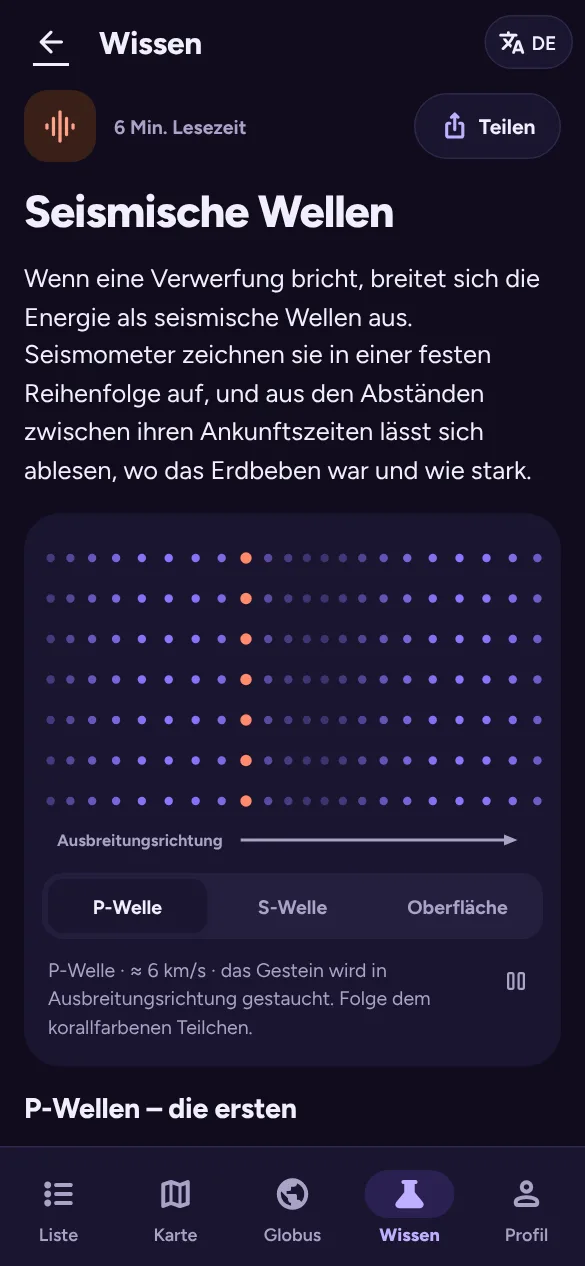 Wissen
DE
6 Min. Lesezeit
Teilen
Seismische Wellen
Wenn eine Verwerfung bricht, breitet sich die
Energie als seismische Wellen aus.
Seismometer zeichnen sie in einer festen
Reihenfolge auf, und aus den Abständen
zwischen ihren Ankunftszeiten lässt sich
ablesen, wo das Erdbeben war und wie stark.
Ausbreitungsrichtung
P-Welle
S-Welle
Oberfläche
P-Welle · ≈ 6 km/s · das Gestein wird in
Ausbreitungsrichtung gestaucht. Folge dem
korallfarbenen Teilchen.
P-Wellen – die ersten
Liste
Karte
Globus
Wissen
Profil